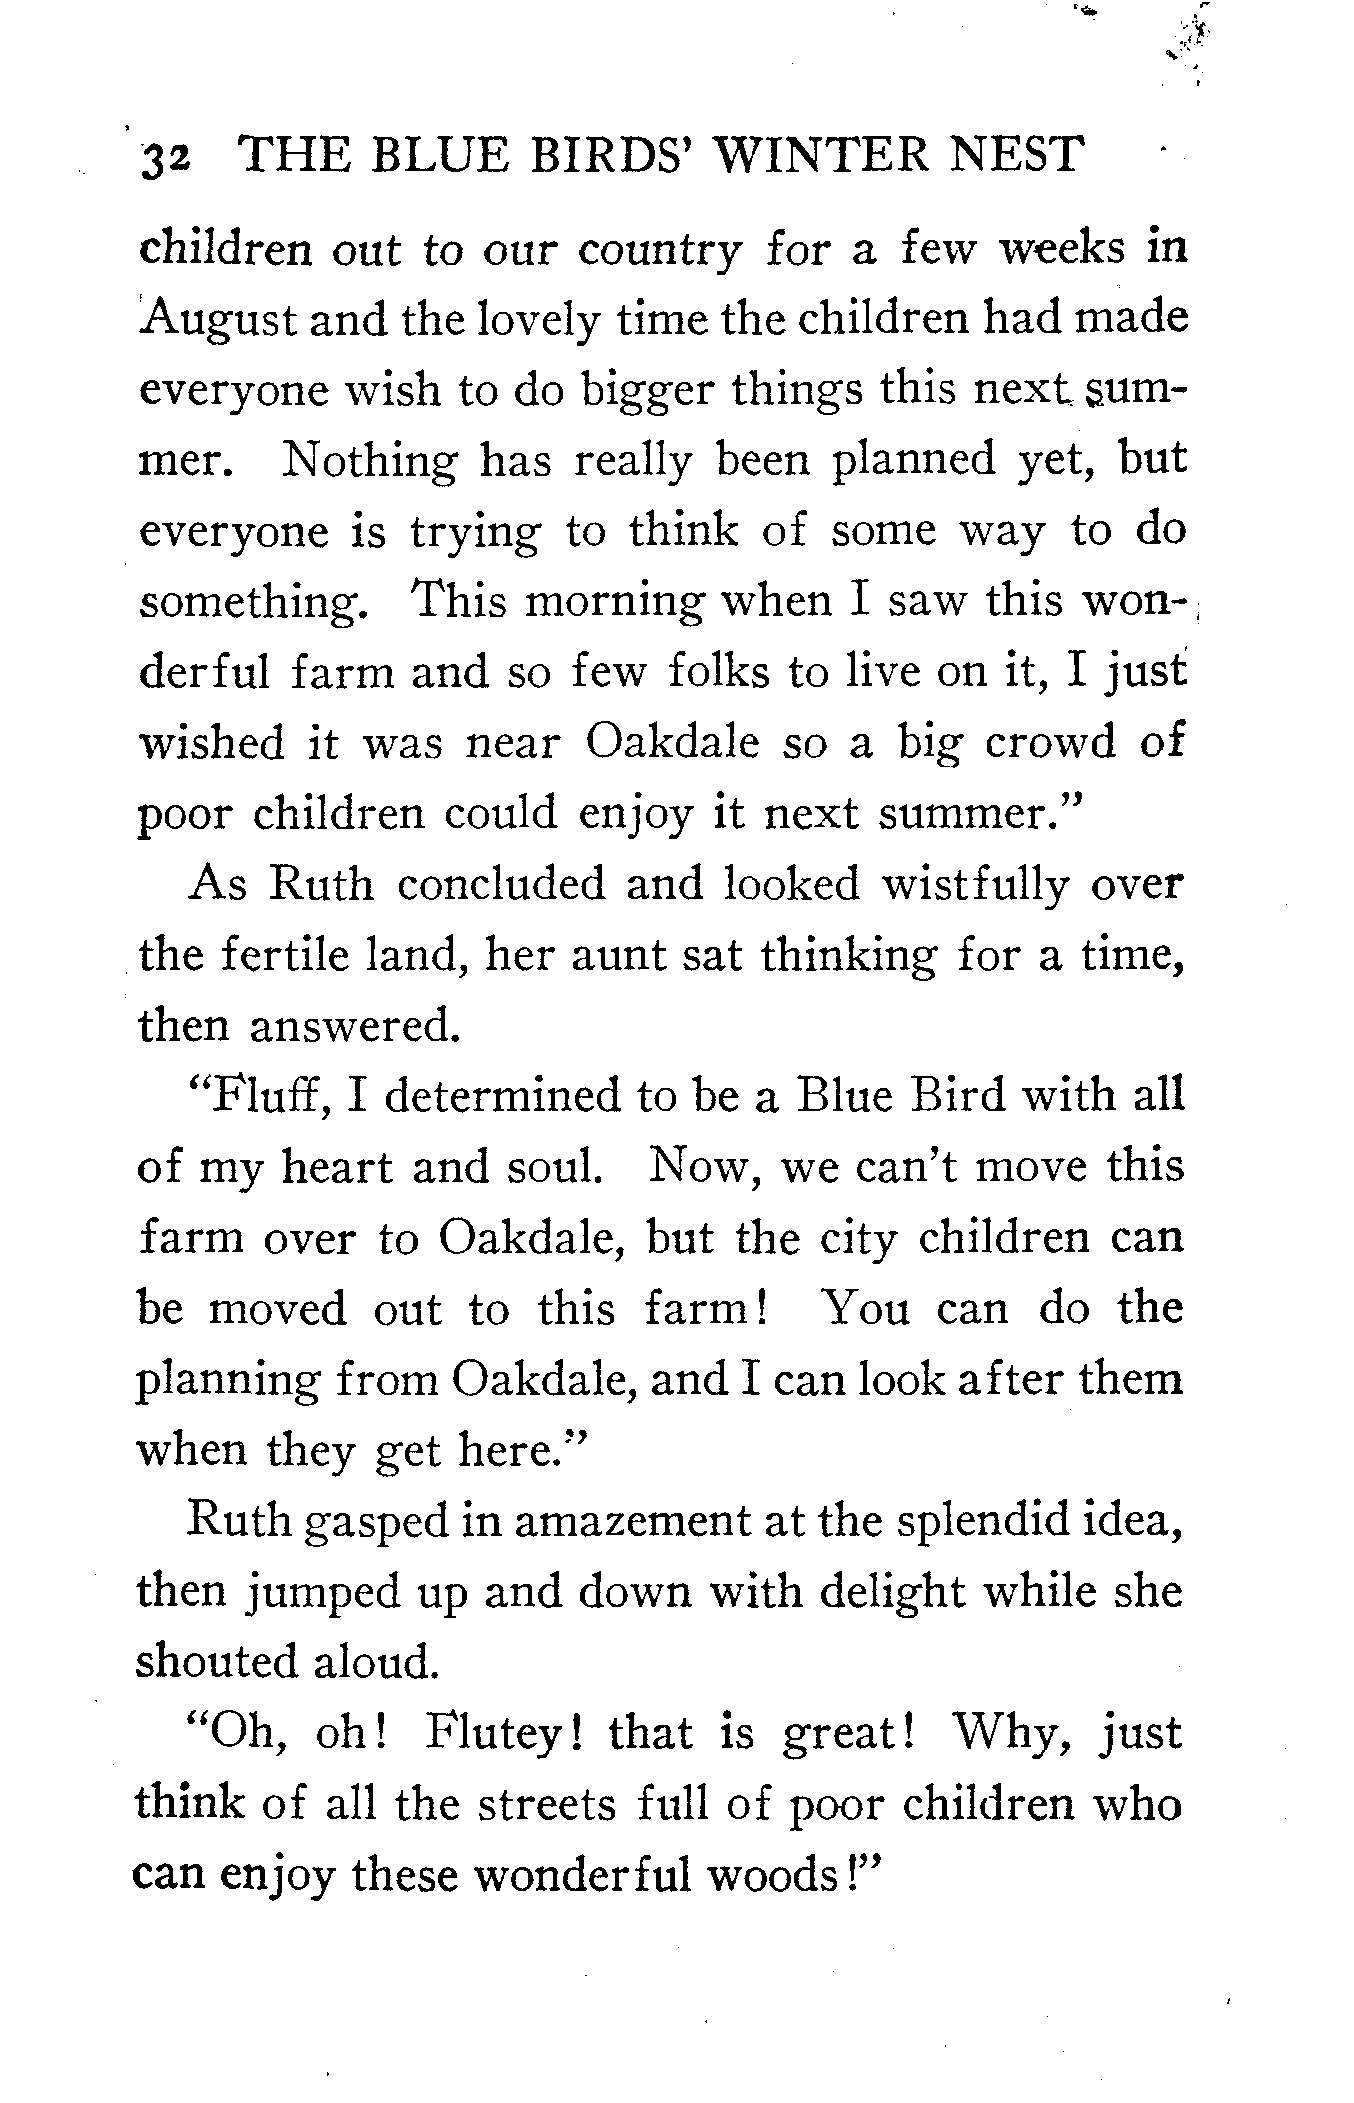 32 THE BLUE BIRDS' WINTER NEST
children out to our country for a few weeks in
August and the lovely time the children had made
everyone wish to do bigger things this next sum-
mer. Nothing has really been planned yet, but
everyone is trying to think of some way to do
something. This morning when I saw this won-
derful farm and so few folks to live on it, I just
wished it was near Oakdale so a big crowd of
poor children could enjoy it next summer."
As Ruth concluded and looked wistfully over
the fertile land, her aunt sat thinking for a time,
then answered.
"Fluff, I determined to be a Blue Bird with all
of my heart and soul. Now, we can't move this
farm over to Oakdale, but the city children can
be moved out to this farm! You can do the
planning from Oakdale, and I can look after them
when they get here."
Ruth gasped in amazement at the splendid idea,
then jumped up and down with delight while she
shouted aloud.
"Oh, oh! Flutey! that is great! Why, just
think of all the streets full of poor children who
can enjoy these wonderful woods!"